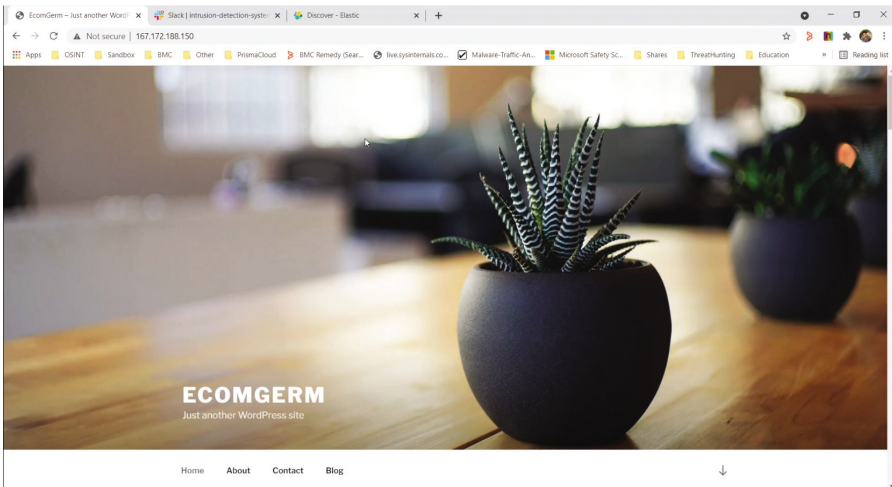 EcomGerm – Just another WordP
Slack | intrusion-detection-system
Discover - Elastic
Not secure | 167.172.188.150
Apps OSINT Sandbox BMC Other PrismaCloud BMC Remedy (Sear... live.sysinternals.co... Malware-Traffic-An... Microsoft Safety Sc... Shares ThreatHunting Education » Reading list
ECOMGERM
Just another WordPress site
Home About Contact Blog